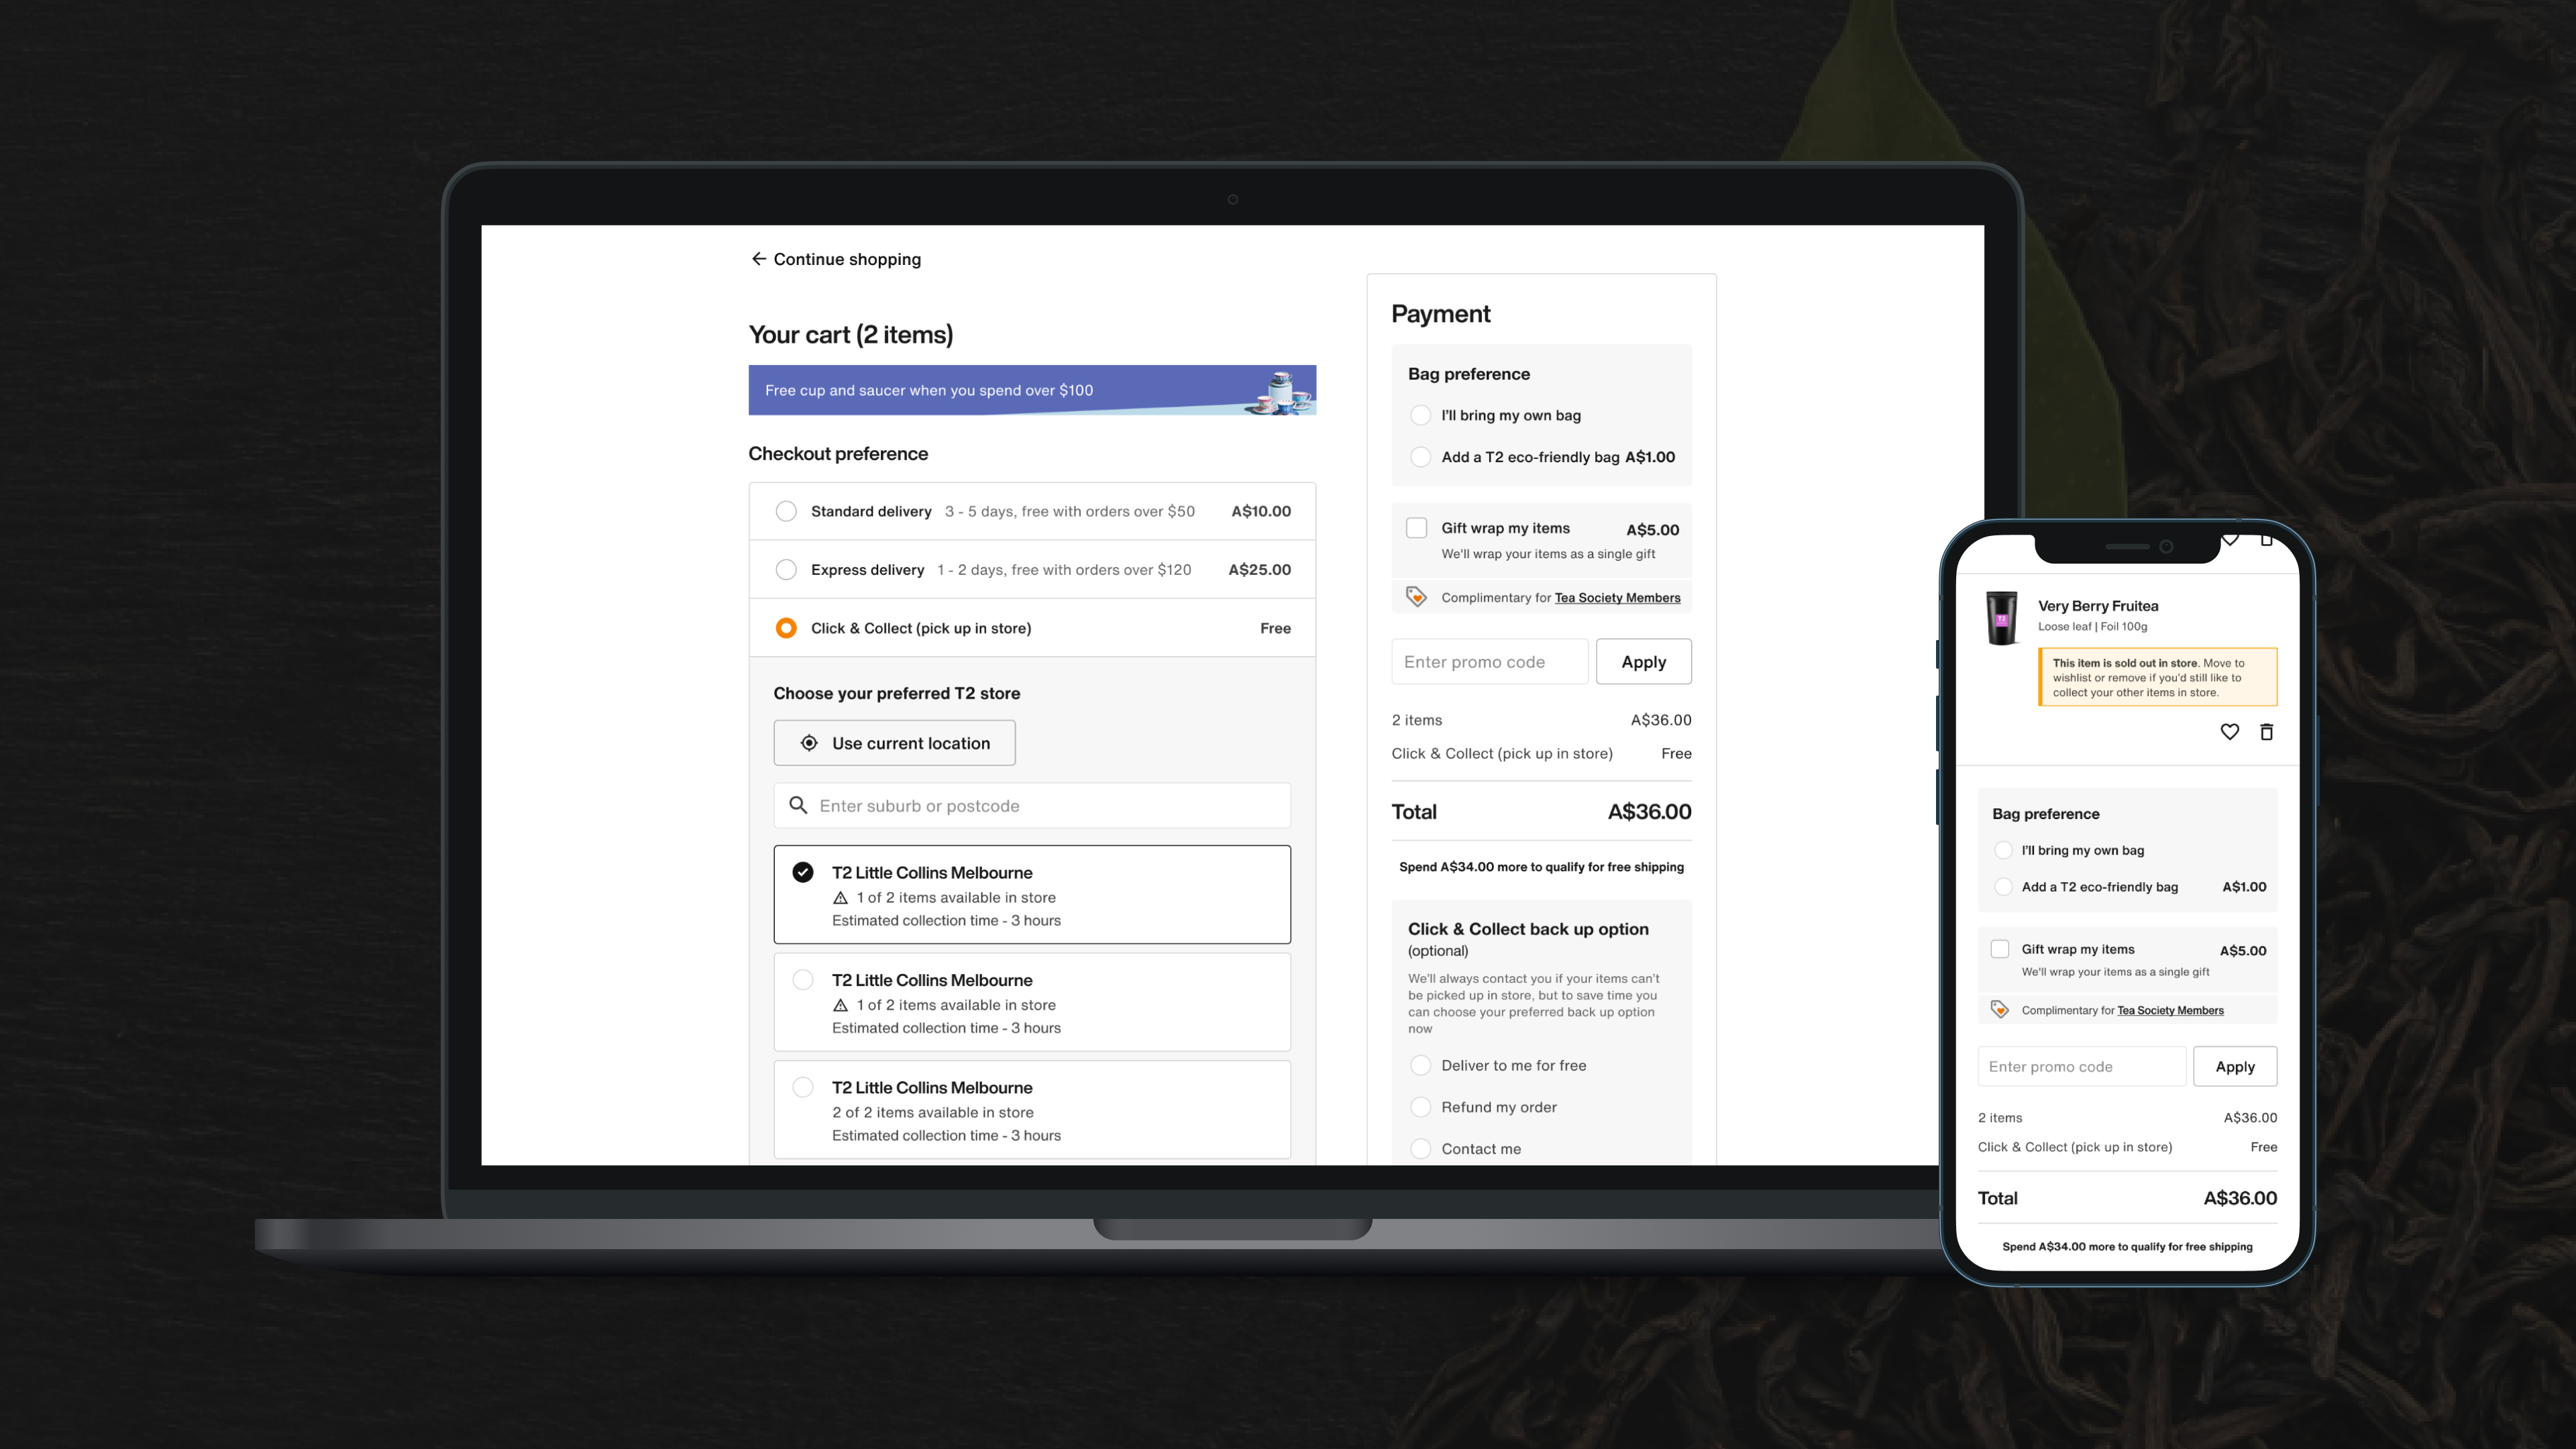 Continue shopping
Your cart (2 items)
Free cup and saucer when you spend over $100
Checkout preference
Standard delivery 3 - 5 days, free with orders over $50 A$10.00
Express delivery 1 - 2 days, free with orders over $120 A$25.00
Click & Collect (pick up in store) Free
Choose your preferred T2 store
Use current location
Enter suburb or postcode
T2 Little Collins Melbourne
1 of 2 items available in store
Estimated collection time - 3 hours
T2 Little Collins Melbourne
1 of 2 items available in store
Estimated collection time - 3 hours
T2 Little Collins Melbourne
2 of 2 items available in store
Estimated collection time - 3 hours
Payment
Bag preference
I'll bring my own bag
Add a T2 eco-friendly bag A$1.00
Gift wrap my items A$5.00
We'll wrap your items as a single gift
Complimentary for Tea Society Members
Enter promo code Apply
2 items A$36.00
Click & Collect (pick up in store) Free
Total A$36.00
Spend A$34.00 more to qualify for free shipping
Click & Collect back up option
(optional)
We'll always contact you if your items can't
be picked up in store, but to save time you
can choose your preferred back up option
now
Deliver to me for free
Refund my order
Contact me
T2
Very Berry Fruitea
Loose leaf | Foil 100g
This item is sold out in store. Move to
wishlist or remove if you'd still like to
collect your other items in store.
Bag preference
I'll bring my own bag
Add a T2 eco-friendly bag A$1.00
Gift wrap my items A$5.00
We'll wrap your items as a single gift
Complimentary for Tea Society Members
Enter promo code Apply
2 items A$36.00
Click & Collect (pick up in store) Free
Total A$36.00
Spend A$34.00 more to qualify for free shipping